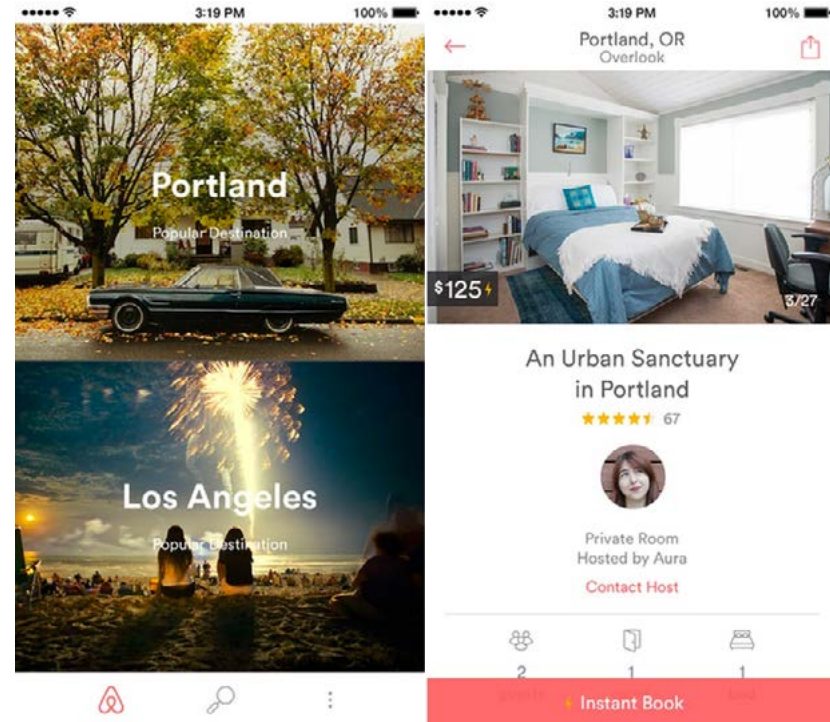 3:19 PM
100%
Portland
Popular Destination
Los Angeles
Popular Destination
3:19 PM
100%
Portland, OR
Overlook
$125
3/27
An Urban Sanctuary
in Portland
67
Private Room
Hosted by Aura
Contact Host
2
1
1
Instant Book